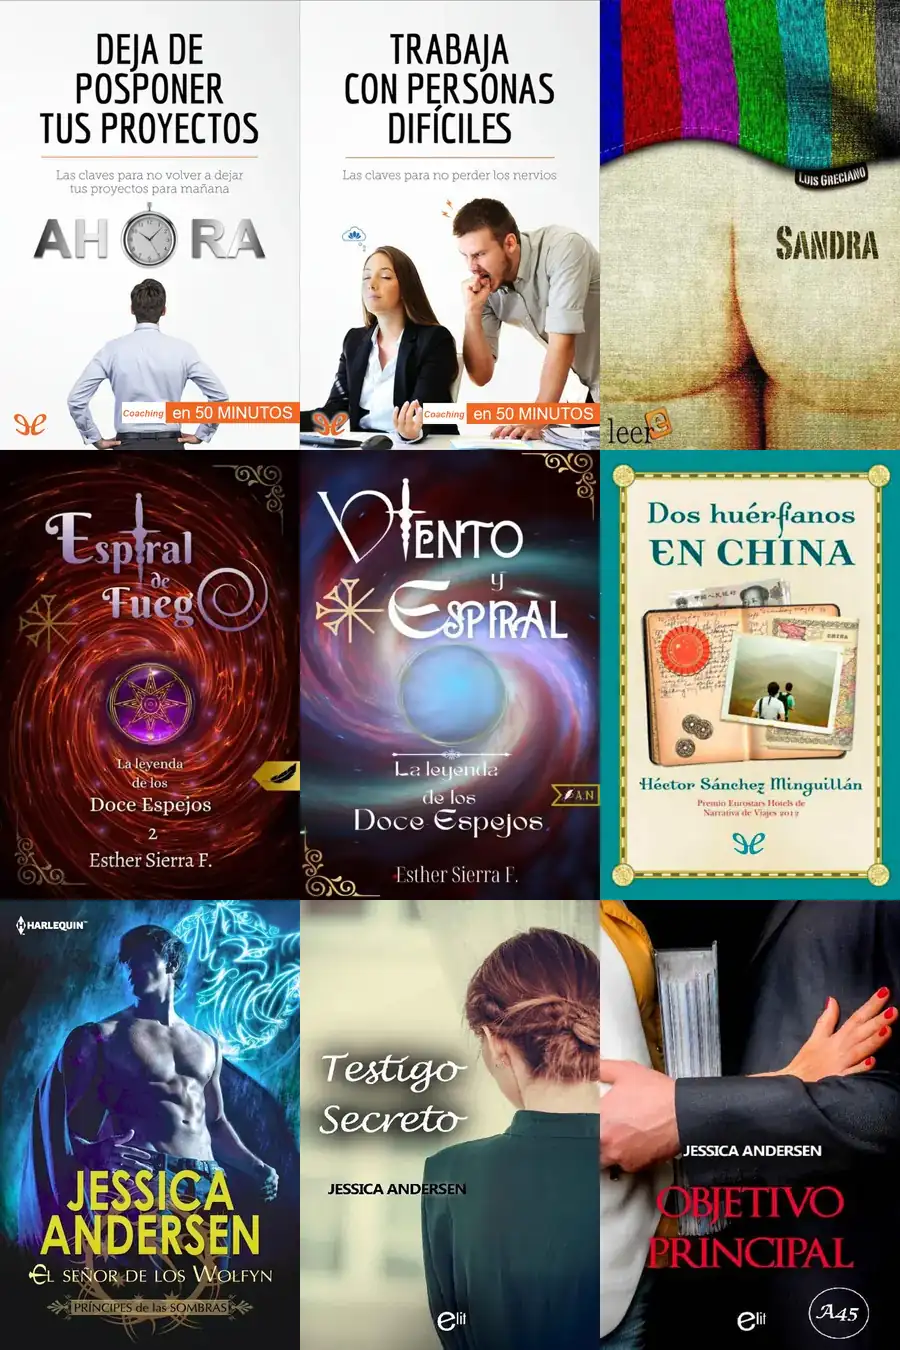 DEJA DE
POSPONER
TUS PROYECTOS
Las claves para no volver a dejar
tus proyectos para mañana
AHORA
Coaching en 50 MINUTOS
TRABAJA
CON PERSONAS
DIFÍCILES
Las claves para no perder los nervios
Coaching en 50 MINUTOS
LUIS GRECIANO
SANDRA
leere
Espiral
de
Fuego
La leyenda
de los
Doce Espejos
2
Esther Sierra F.
VIENTO
y
ESPIRAL
La leyenda
de los
Doce Espejos
A.N
Esther Sierra F.
Dos huérfanos
EN CHINA
CHINA
Héctor Sánchez Minguillán
Premio Eurostars Hotels de
Narrativa de Viajes 2012
HARLEQUIN™
JESSICA
ANDERSEN
EL SEÑOR DE LOS WOLFYN
PRÍNCIPES de las SOMBRAS
Testigo
Secreto
JESSICA ANDERSEN
elit
JESSICA ANDERSEN
OBJETIVO
PRINCIPAL
elit
A45